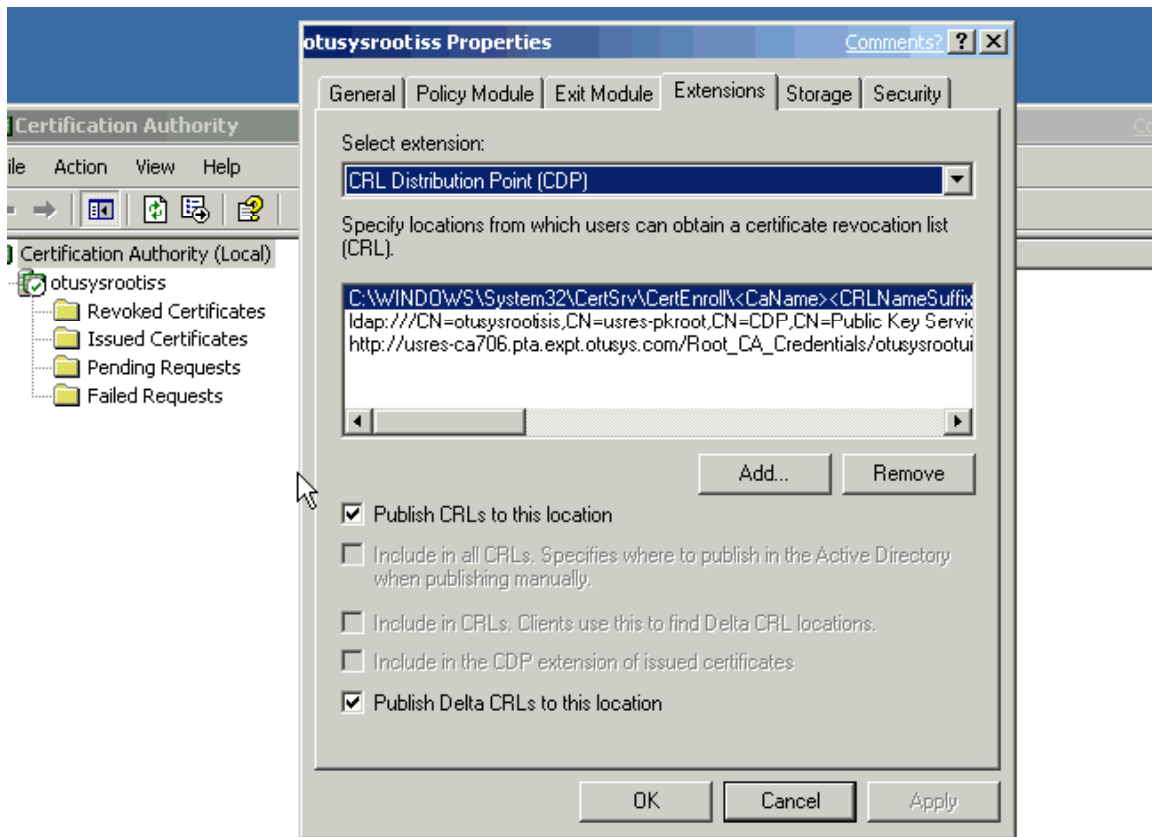 otusysrootiss Properties
Comments?
General
Policy Module
Exit Module
Extensions
Storage
Security
Certification Authority
Action
View
Help
Certification Authority (Local)
otusysrootiss
Revoked Certificates
Issued Certificates
Pending Requests
Failed Requests
Select extension:
CRL Distribution Point (CDP)
Specify locations from which users can obtain a certificate revocation list
(CRL).
C:\WINDOWS\System32\CertSrv\CertEnroll\<CaName><CRLNameSuffix
ldap:///CN=otusysrootisis,CN=usres-pkroot,CN=CDP,CN=Public Key Servic
http://usres-ca706.pta.expt.otusys.com/Root_CA_Credentials/otusysrootui
Add...
Remove
Publish CRLs to this location
Include in all CRLs. Specifies where to publish in the Active Directory
when publishing manually.
Include in CRLs. Clients use this to find Delta CRL locations.
Include in the CDP extension of issued certificates
Publish Delta CRLs to this location
OK
Cancel
Apply